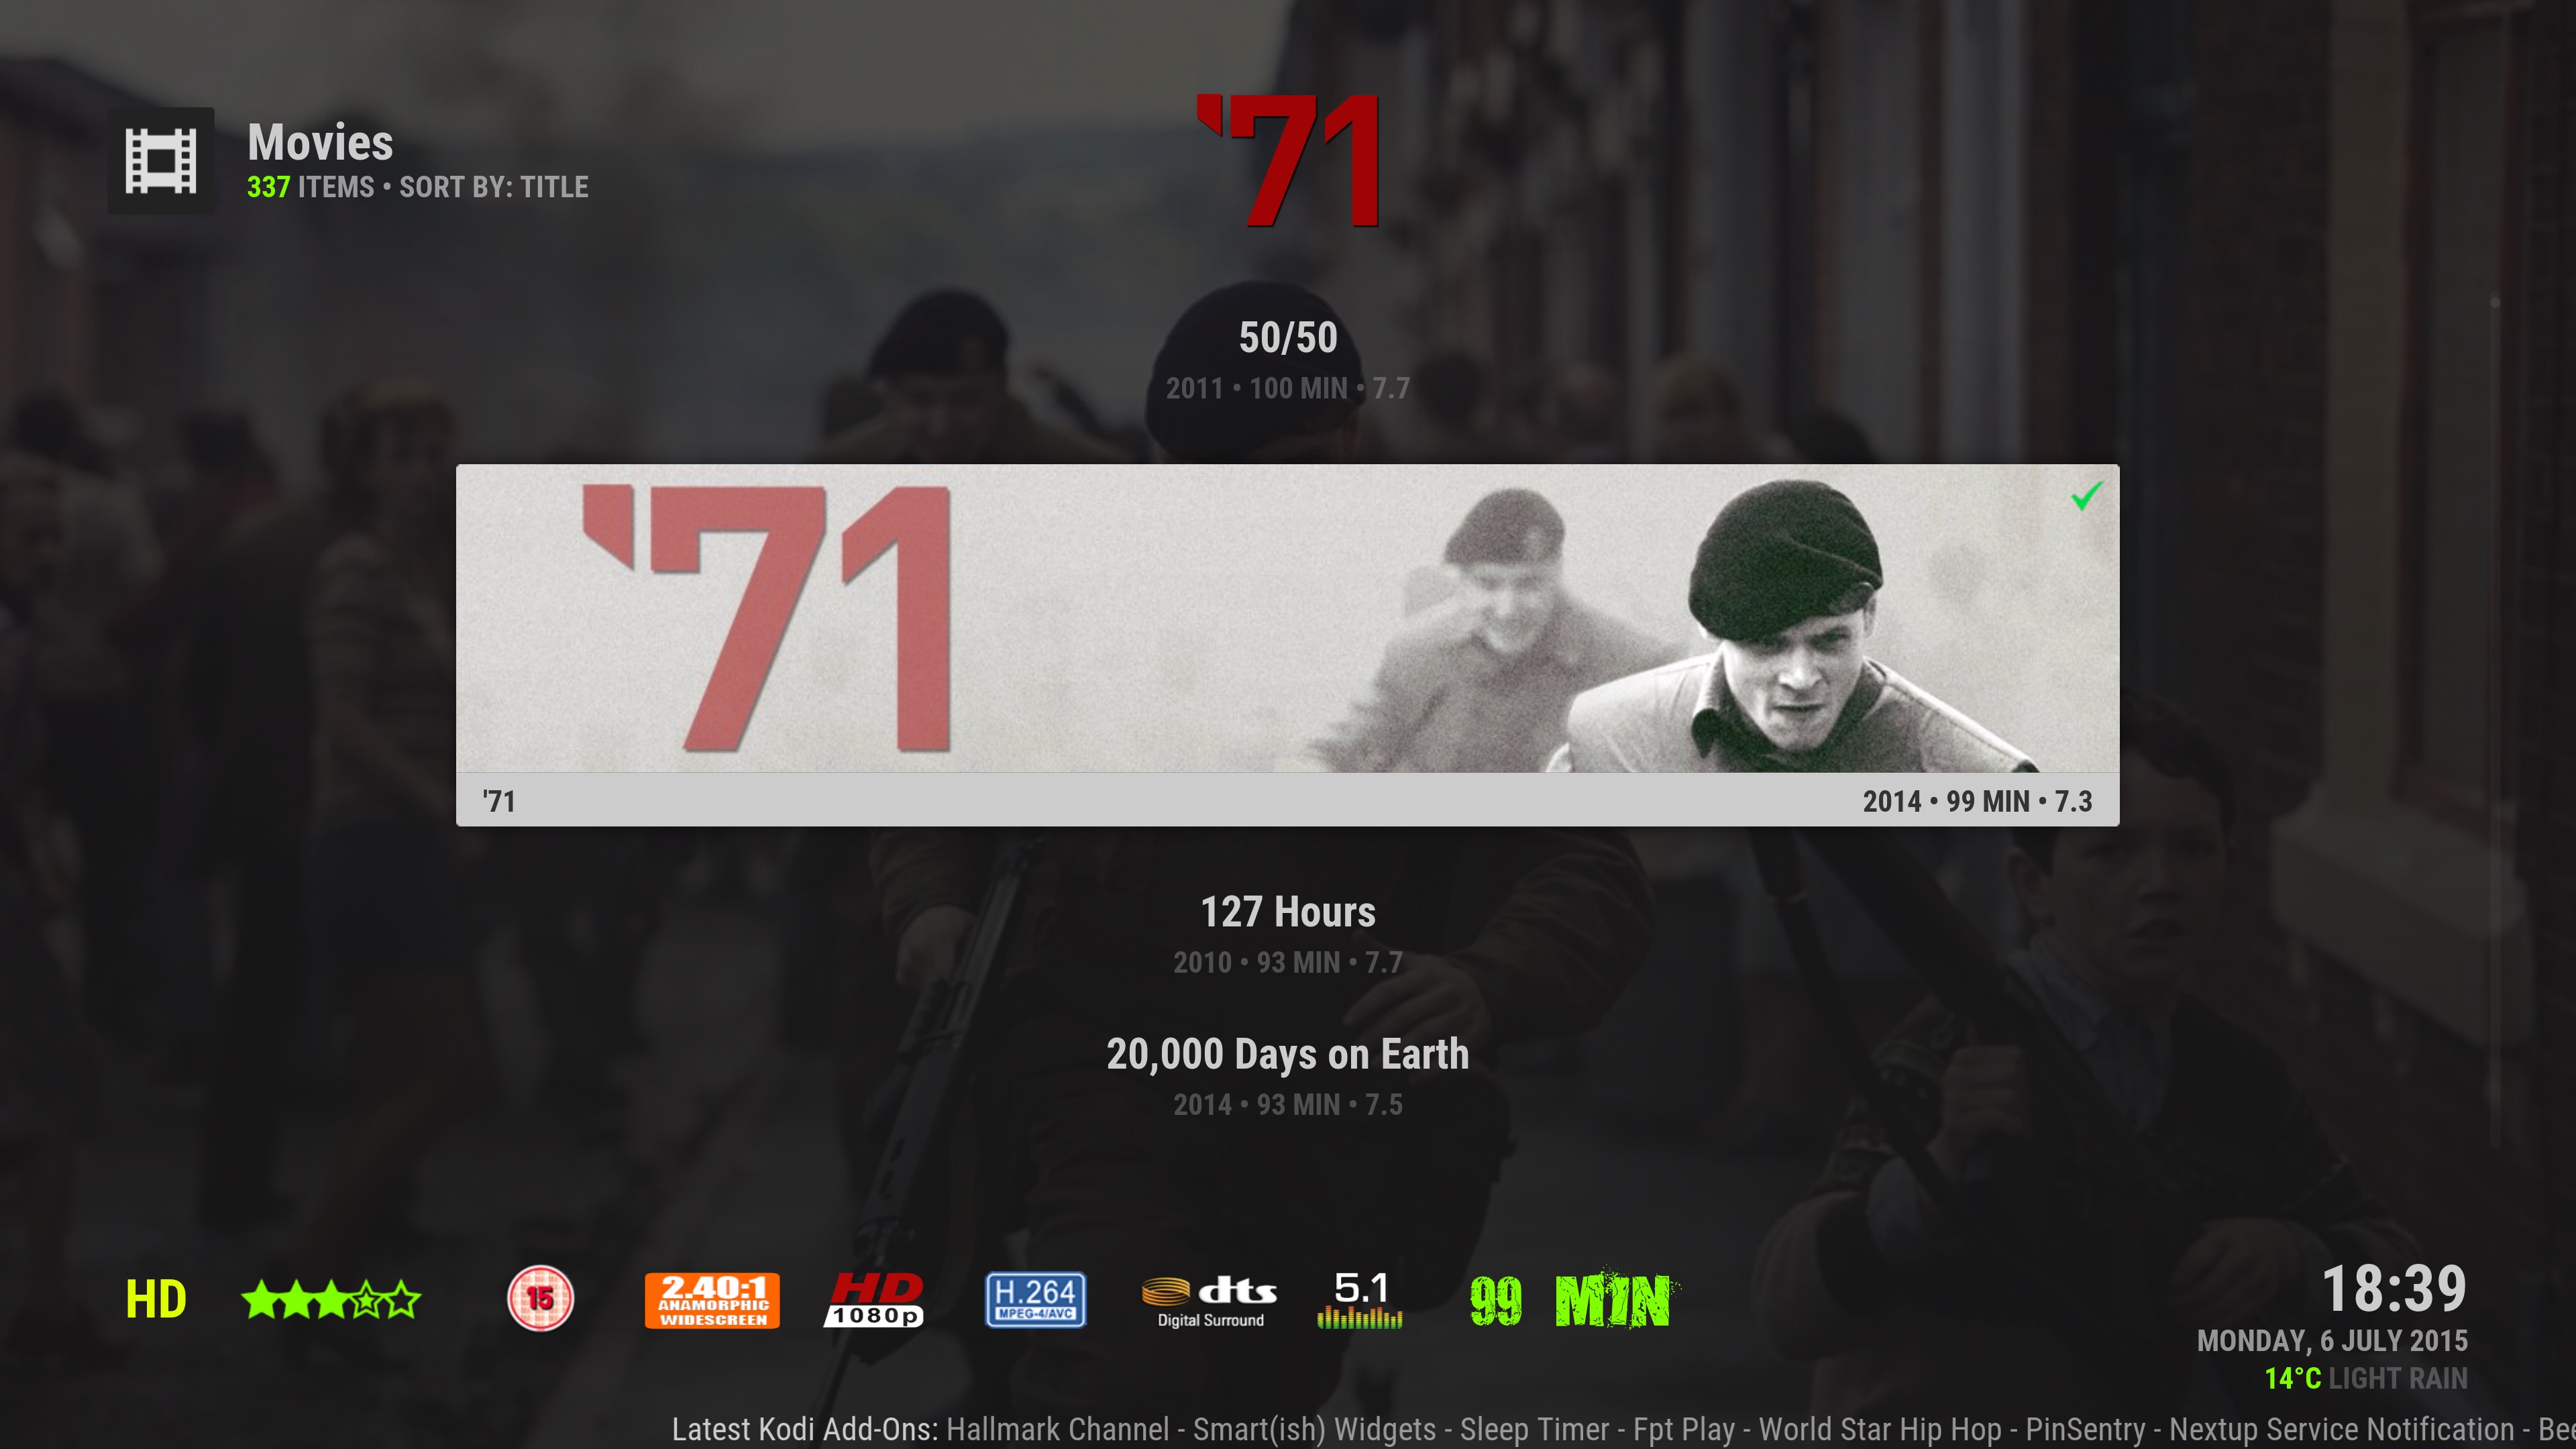 Movies
337 ITEMS • SORT BY: TITLE
'71
50/50
2011 • 100 MIN • 7.7
'71
'71
2014 • 99 MIN • 7.3
127 Hours
2010 • 93 MIN • 7.7
20,000 Days on Earth
2014 • 93 MIN • 7.5
HD
15
2.40:1
ANAMORPHIC
WIDESCREEN
HD
1080p
H.264
MPEG-4/AVC
dts
Digital Surround
5.1
99 MIN
18:39
MONDAY, 6 JULY 2015
14°C LIGHT RAIN
Latest Kodi Add-Ons: Hallmark Channel - Smart(ish) Widgets - Sleep Timer - Fpt Play - World Star Hip Hop - PinSentry - Nextup Service Notification -